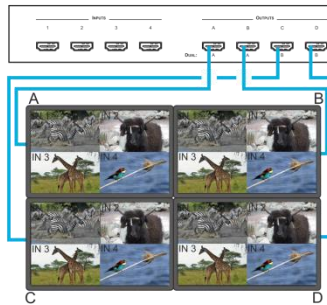 INPUTS
OUTPUTS
1 2 3 4 A B C D
DUAL: A A B B
A B
IN 1 IN 2 IN 1 IN 2
IN 3 IN 4 IN 3 IN 4
IN 1 IN 2 IN 1 IN 2
IN 3 IN 4 IN 3 IN 4
C D